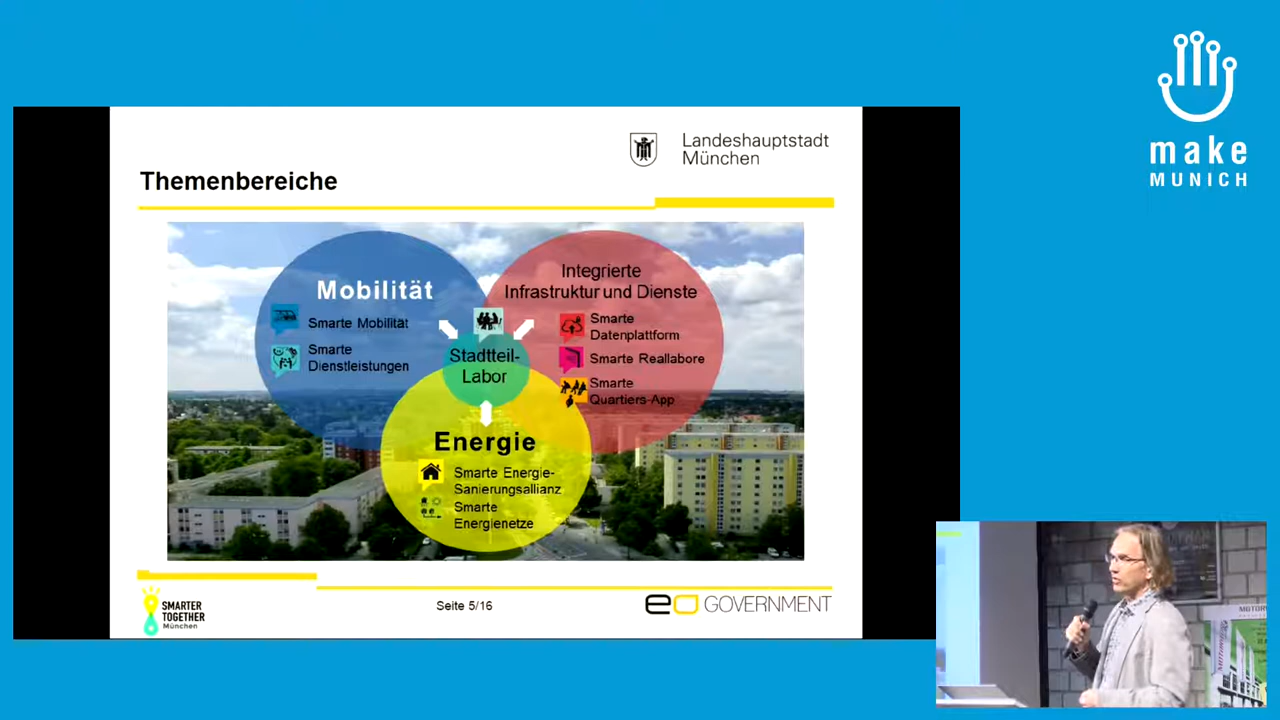 make
MUNICH
Landeshauptstadt
München
Themenbereiche
Mobilität
Smarte Mobilität
Smarte
Dienstleistungen
Integrierte
Infrastruktur und Dienste
Smarte
Datenplattform
Smarte Reallabore
Smarte
Quartiers-App
Stadtteil-
Labor
Energie
Smarte Energie-
Sanierungsallianz
Smarte
Energienetze
SMARTER
TOGETHER
München
Seite 5/16
eo GOVERNMENT